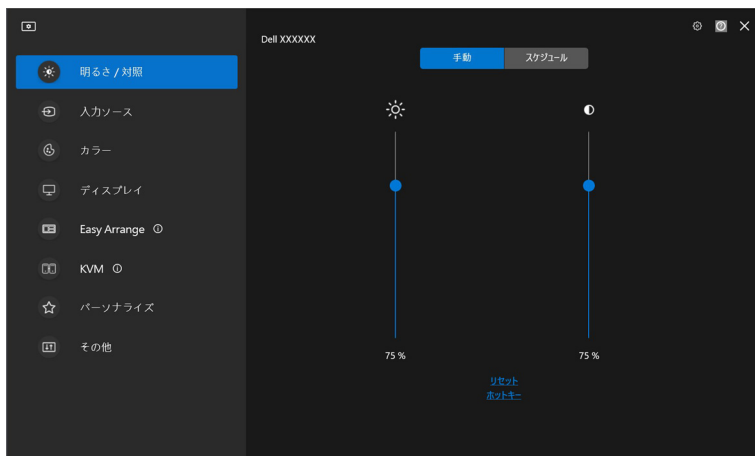 Dell XXXXXX
手動
スケジュール
明るさ / 対照
入力ソース
カラー
ディスプレイ
Easy Arrange
KVM
パーソナライズ
その他
75 %
75 %
リセット
ホットキー